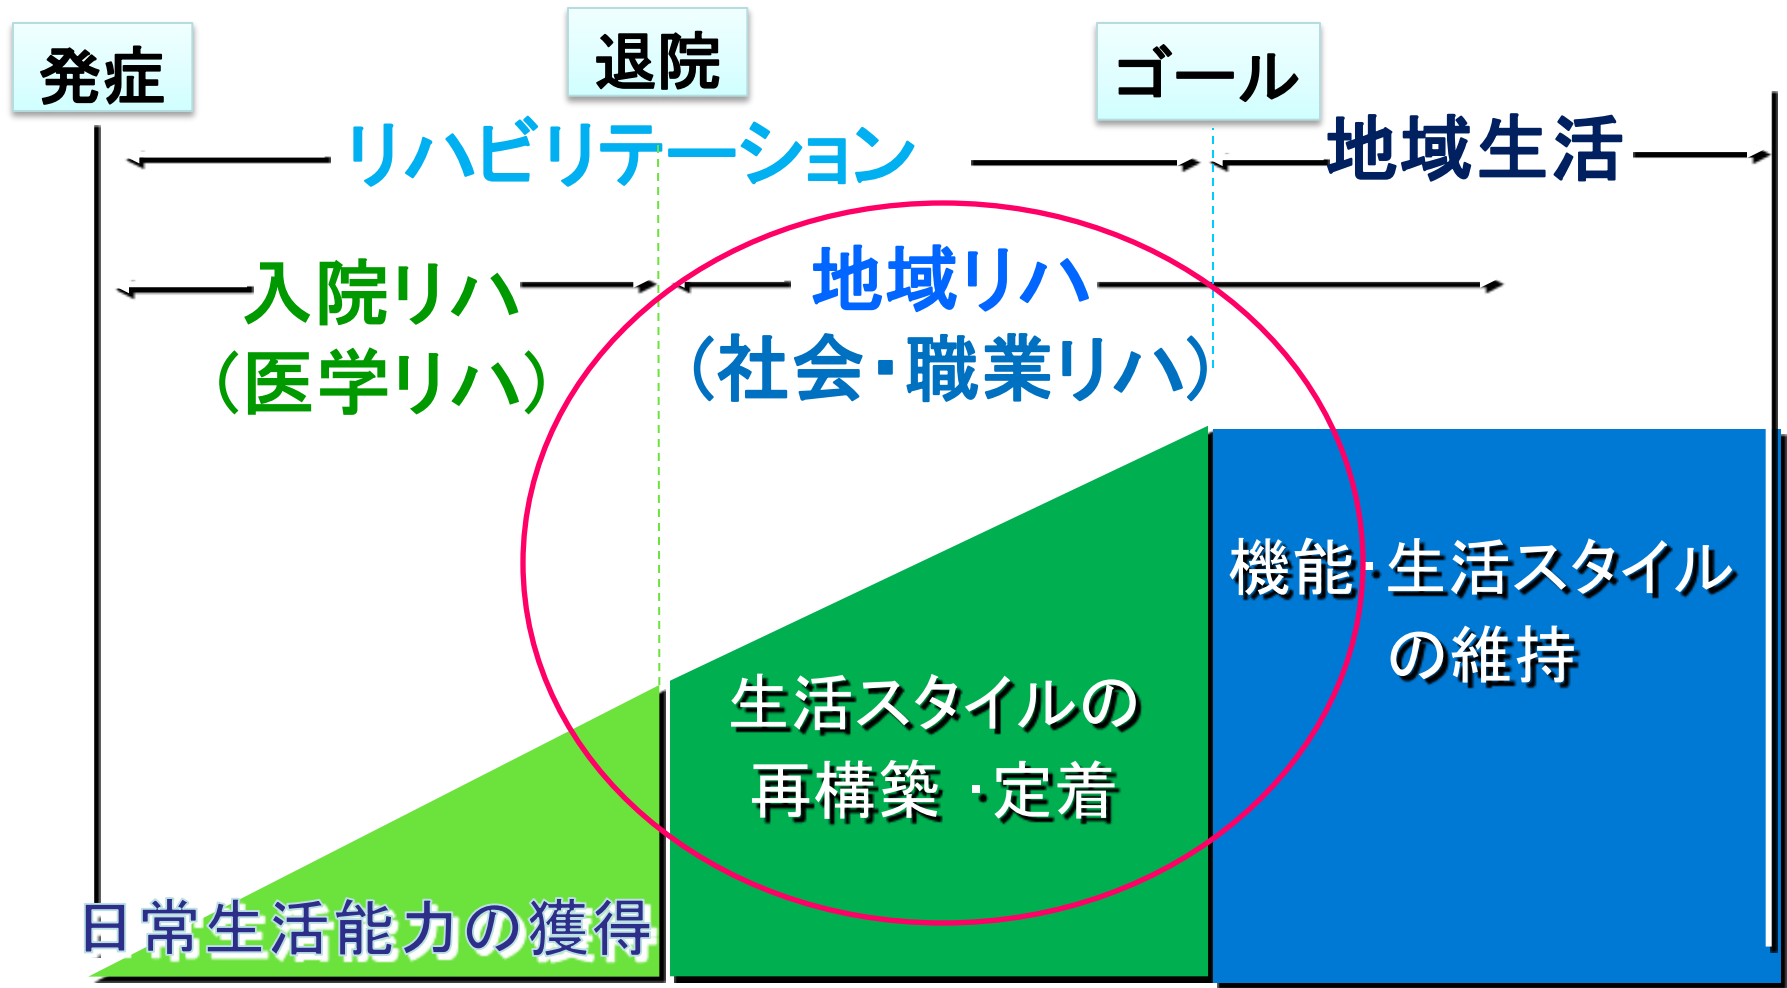 発症
退院
ゴール
リハビリテーション
地域生活
入院リハ
（医学リハ）
地域リハ
（社会・職業リハ）
機能・生活スタイル
の維持
生活スタイルの
再構築 ・定着
日常生活能力の獲得